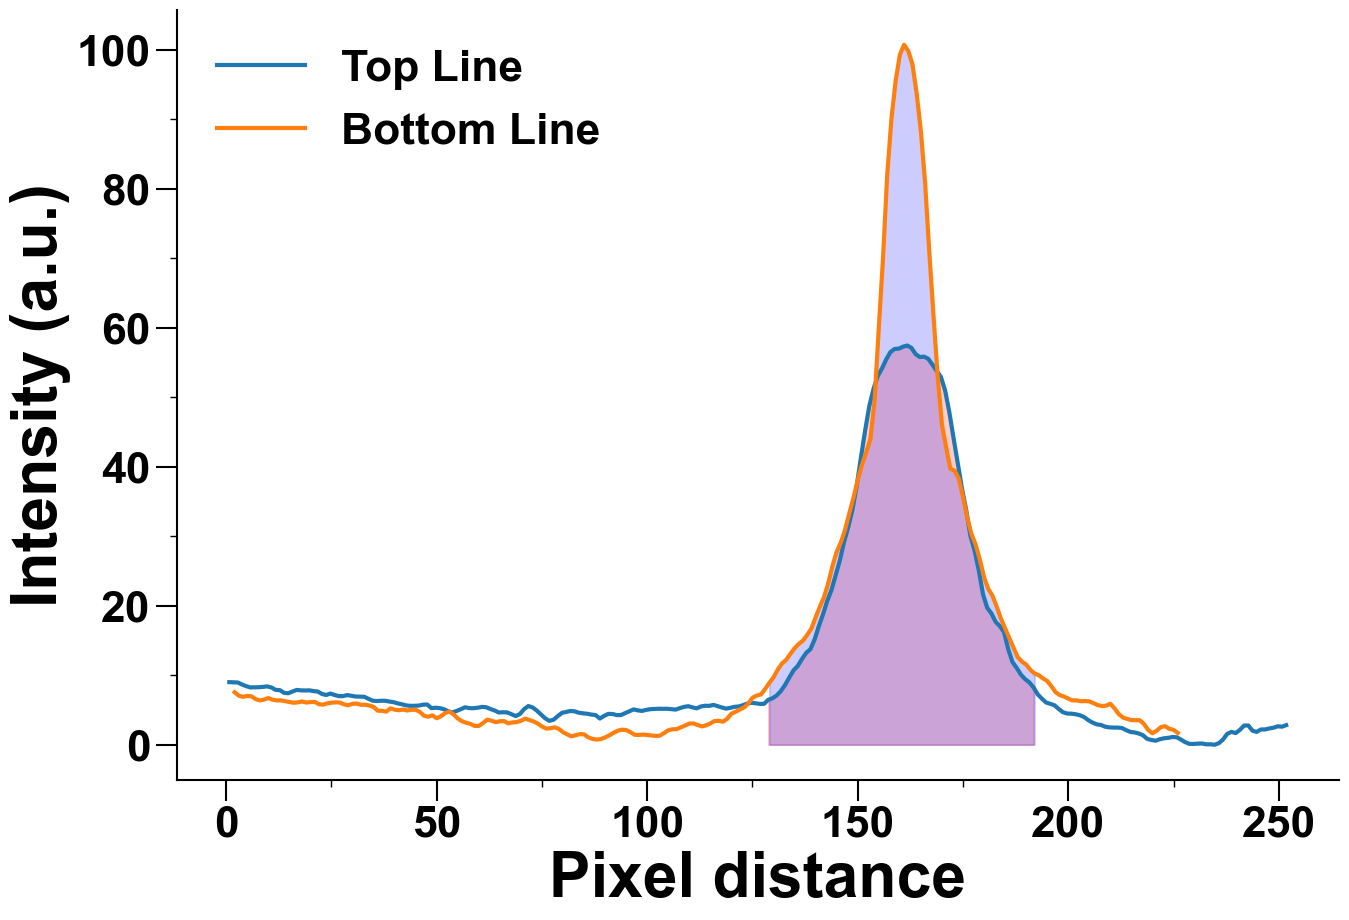 Top Line
Bottom Line
Intensity (a.u.)
100
80
60
40
20
0
0 50 100 150 200 250
Pixel distance